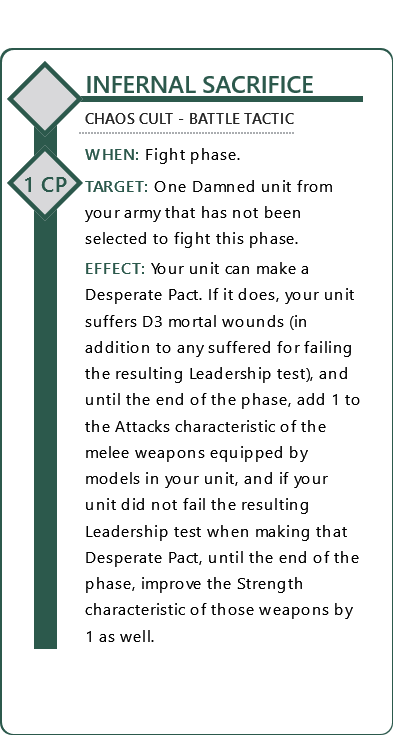 INFERNAL SACRIFICE
CHAOS CULT - BATTLE TACTIC
WHEN: Fight phase.
1 CP
TARGET: One Damned unit from
your army that has not been
selected to fight this phase.
EFFECT: Your unit can make a
Desperate Pact. If it does, your unit
suffers D3 mortal wounds (in
addition to any suffered for failing
the resulting Leadership test), and
until the end of the phase, add 1 to
the Attacks characteristic of the
melee weapons equipped by
models in your unit, and if your
unit did not fail the resulting
Leadership test when making that
Desperate Pact, until the end of the
phase, improve the Strength
characteristic of those weapons by
1 as well.